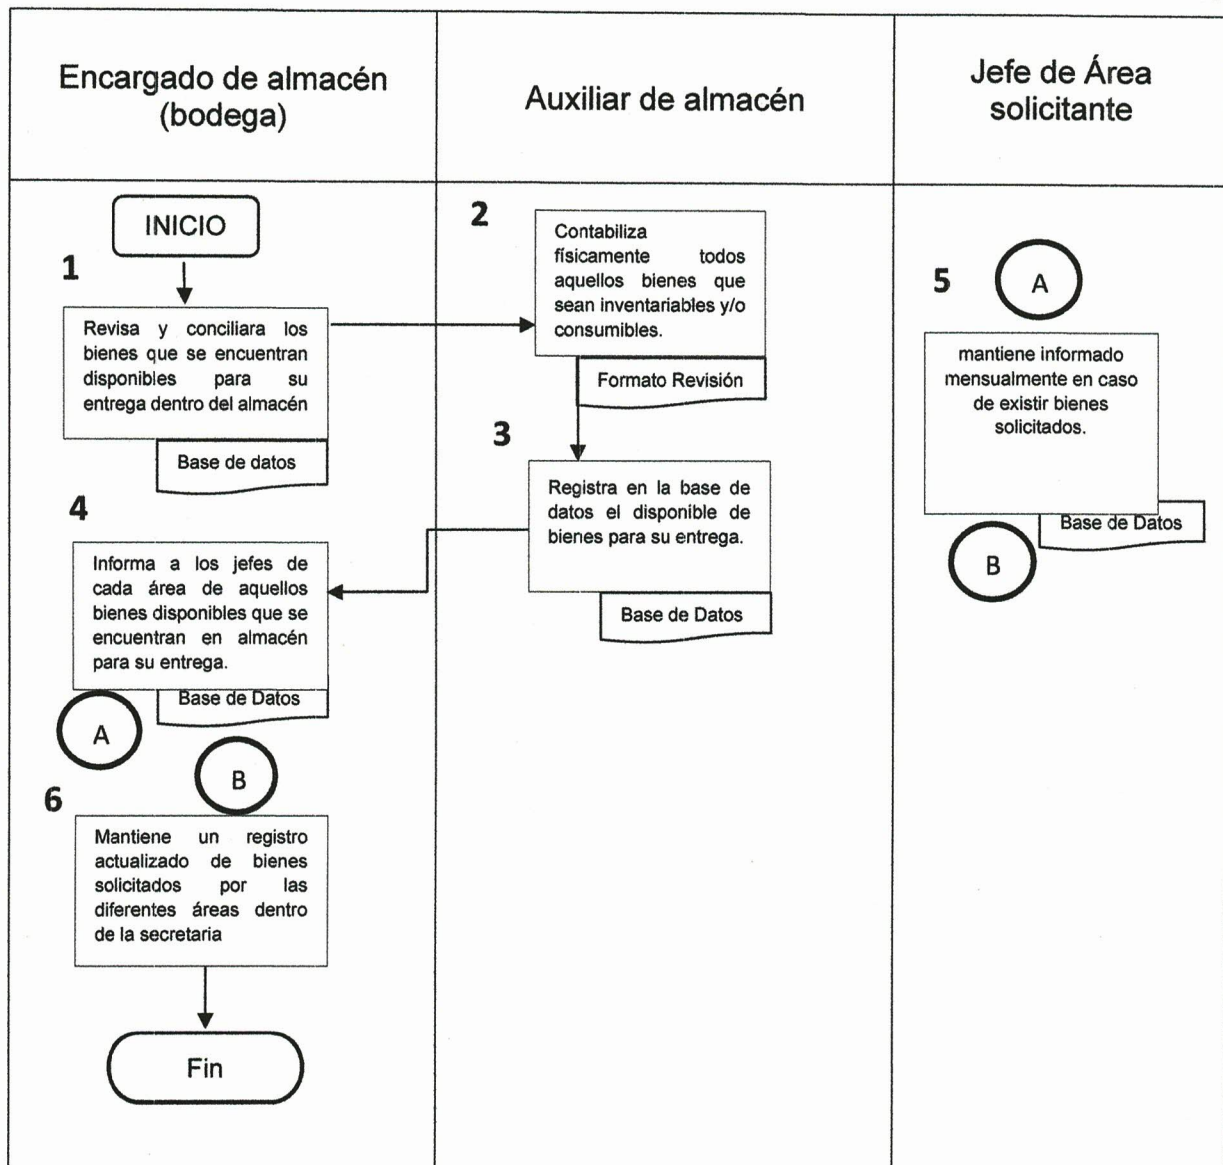 Encargado de almacén
(bodega)
Auxiliar de almacén
Jefe de Área
solicitante
INICIO
1
Revisa y conciliara los
bienes que se encuentran
disponibles para su
entrega dentro del almacén
Base de datos
2
Contabiliza
físicamente todos
aquellos bienes que
sean inventariables y/o
consumibles.
Formato Revisión
3
Registra en la base de
datos el disponible de
bienes para su entrega.
Base de Datos
4
Informa a los jefes de
cada área de aquellos
bienes disponibles que se
encuentran en almacén
para su entrega.
Base de Datos
A
5
A
mantiene informado
mensualmente en caso
de existir bienes
solicitados.
Base de Datos
B
B
6
Mantiene un registro
actualizado de bienes
solicitados por las
diferentes áreas dentro
de la secretaria
Fin